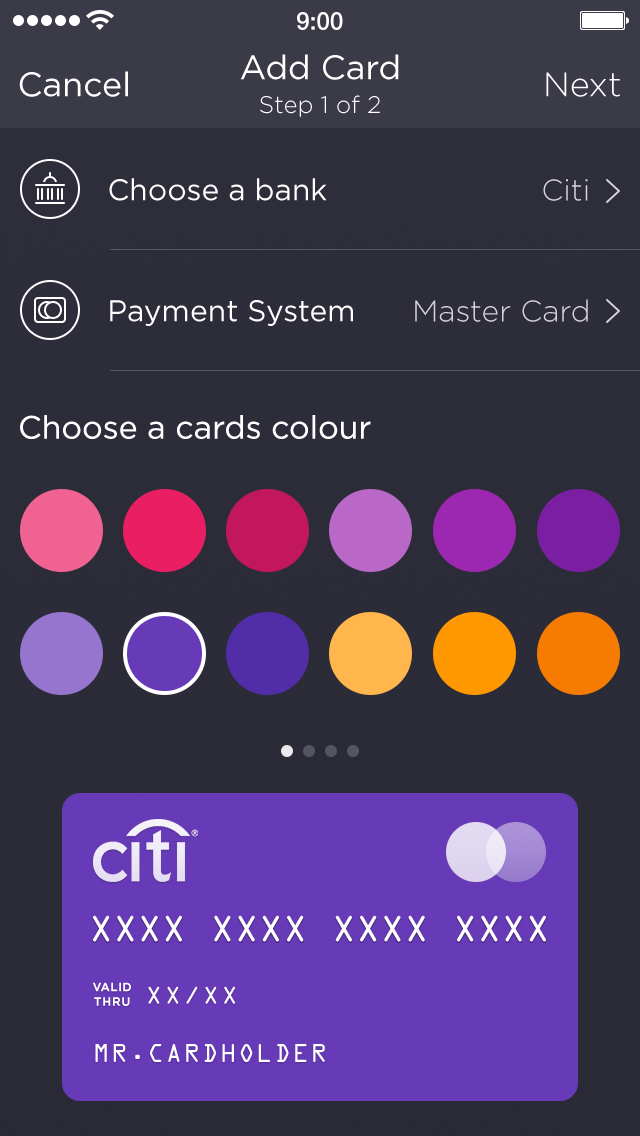 9:00
Cancel
Add Card
Next
Step 1 of 2
Choose a bank
Citi
Payment System
Master Card
Choose a cards colour
citi®
XXXX XXXX XXXX XXXX
VALID
THRU
XX/XX
MR.CARDHOLDER